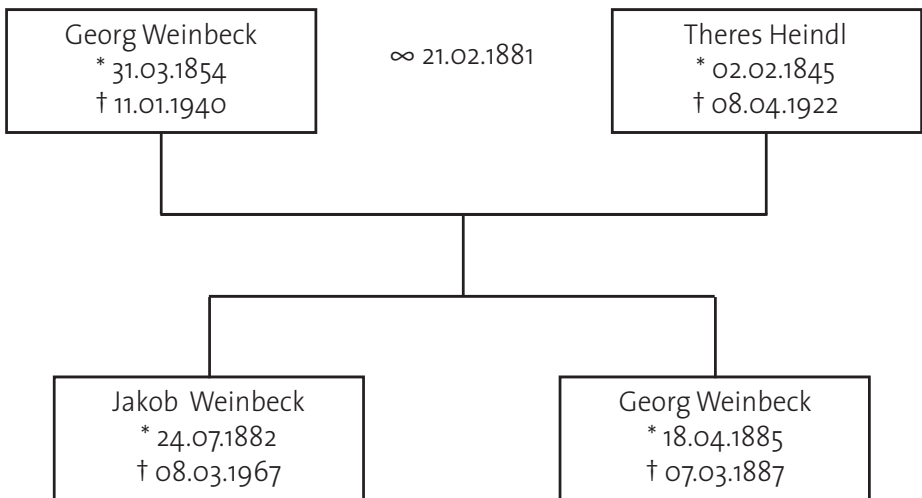 Georg Weinbeck
* 31.03.1854
† 11.01.1940
∞ 21.02.1881
Theres Heindl
* 02.02.1845
† 08.04.1922
Jakob Weinbeck
* 24.07.1882
† 08.03.1967
Georg Weinbeck
* 18.04.1885
† 07.03.1887